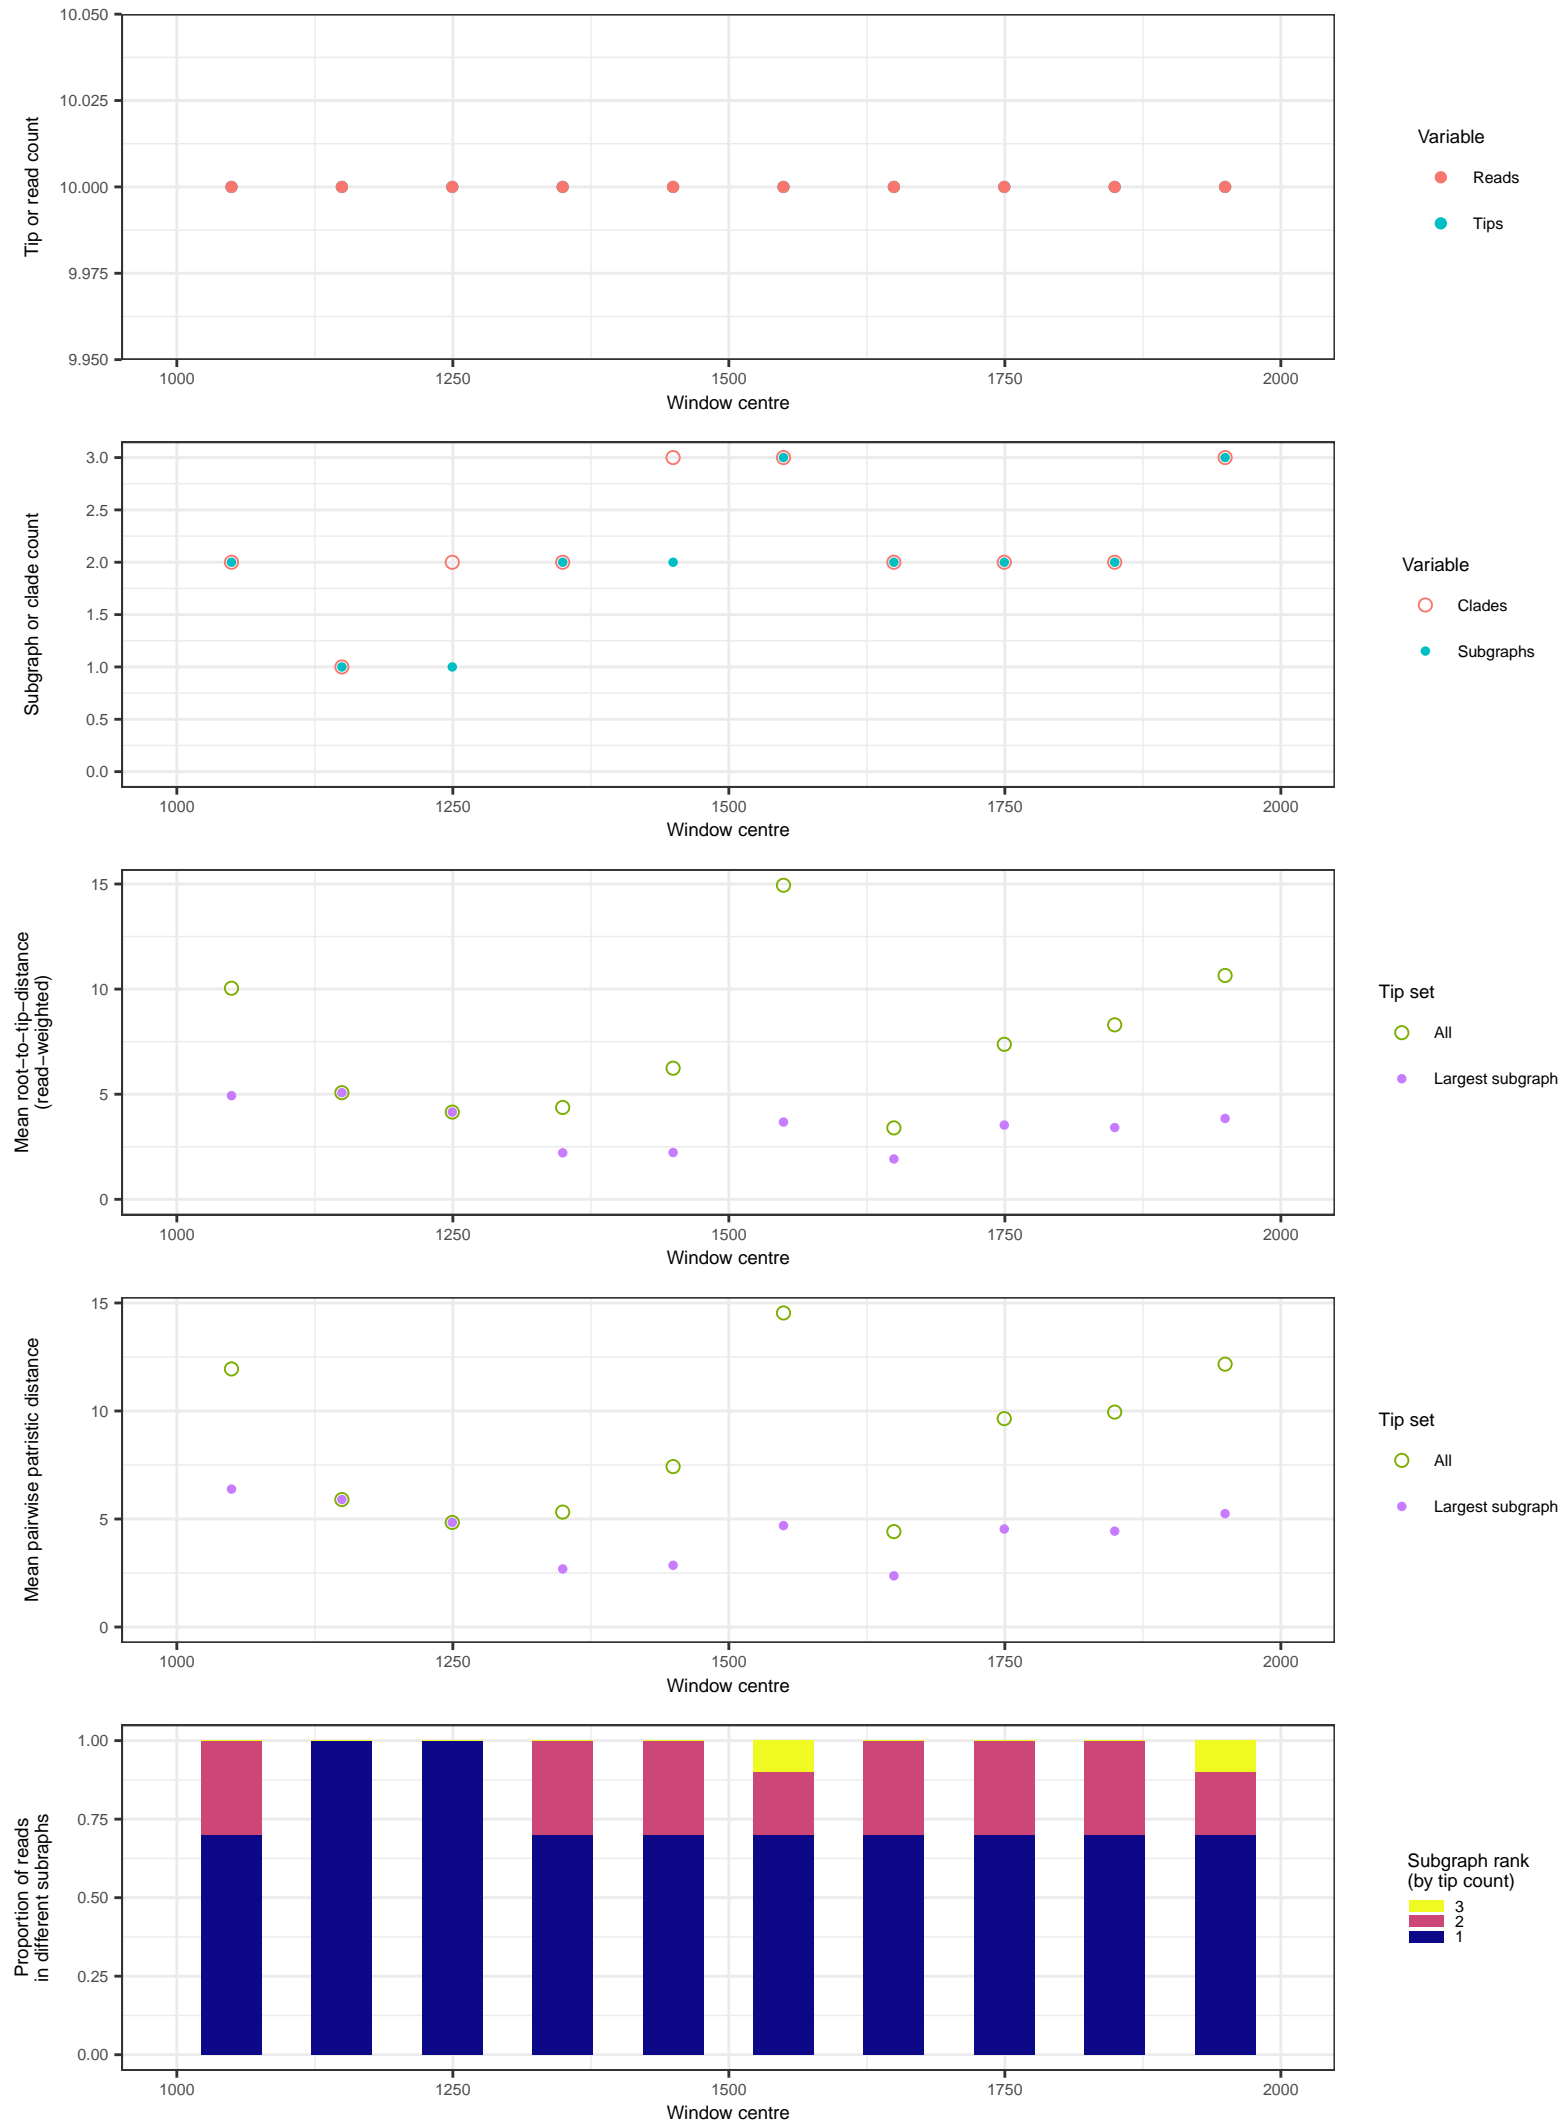 10.050
10.025
10.000
9.975
9.950
Tip or read count
1000 1250 1500 1750 2000
Window centre
Variable
Reads
Tips
3.0
2.5
2.0
1.5
1.0
0.5
0.0
Subgraph or clade count
1000 1250 1500 1750 2000
Window centre
Variable
Clades
Subgraphs
15
10
5
0
Mean root−to−tip−distance
(read−weighted)
1000 1250 1500 1750 2000
Window centre
Tip set
All
Largest subgraph
15
10
5
0
Mean pairwise patristic distance
1000 1250 1500 1750 2000
Window centre
Tip set
All
Largest subgraph
1.00
0.75
0.50
0.25
0.00
Proportion of reads
in different subraphs
1000 1250 1500 1750 2000
Window centre
Subgraph rank
(by tip count)
3
2
1